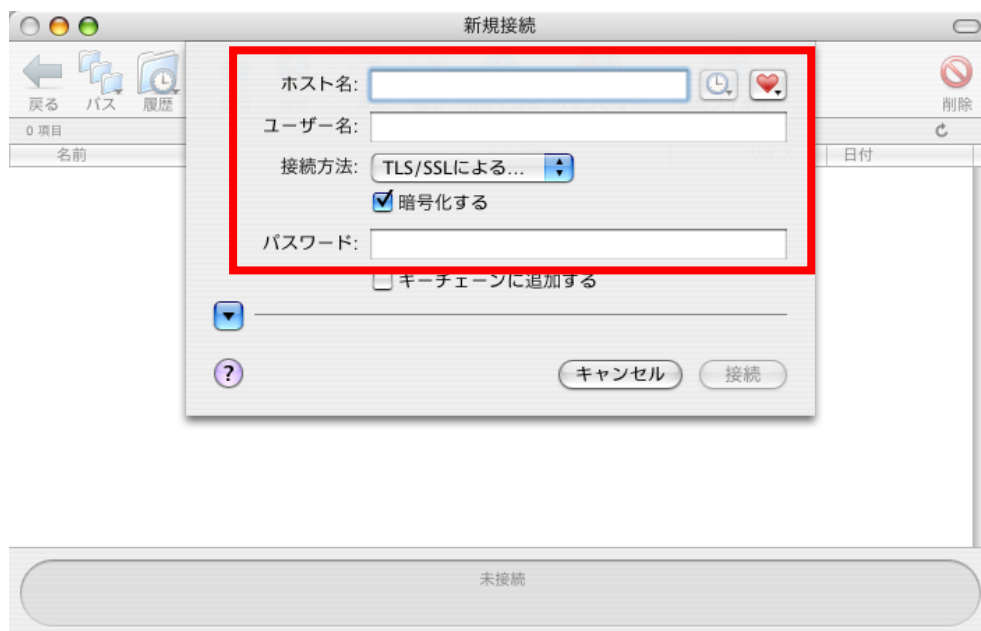 新規接続
戻る パス 履歴 削除
0 項目
名前 日付
ホスト名:
ユーザー名:
接続方法: TLS/SSLによる...
暗号化する
パスワード:
キーチェーンに追加する
?
キャンセル 接続
未接続